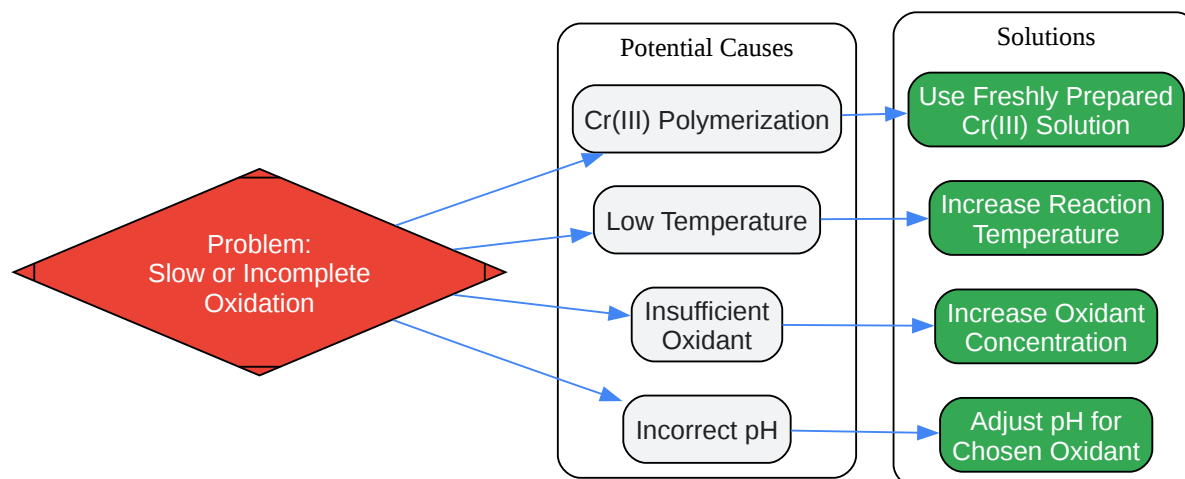 Problem:
Slow or Incomplete
Oxidation
Potential Causes
Cr(III) Polymerization
Low Temperature
Insufficient
Oxidant
Incorrect pH
Solutions
Use Freshly Prepared
Cr(III) Solution
Increase Reaction
Temperature
Increase Oxidant
Concentration
Adjust pH for
Chosen Oxidant